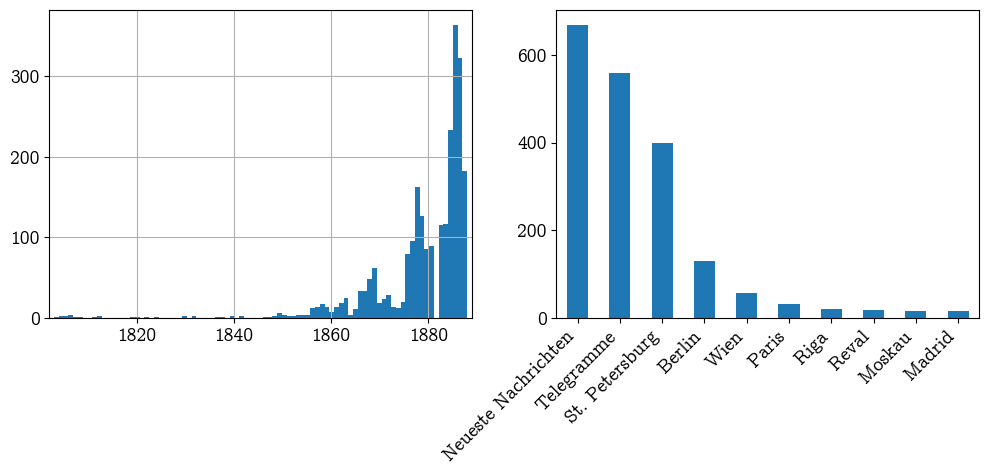 300
200
100
0
1820 1840 1860 1880
600
400
200
0
Neueste Nachrichten
Telegramme
St. Petersburg
Berlin
Wien
Paris
Riga
Reval
Moskau
Madrid